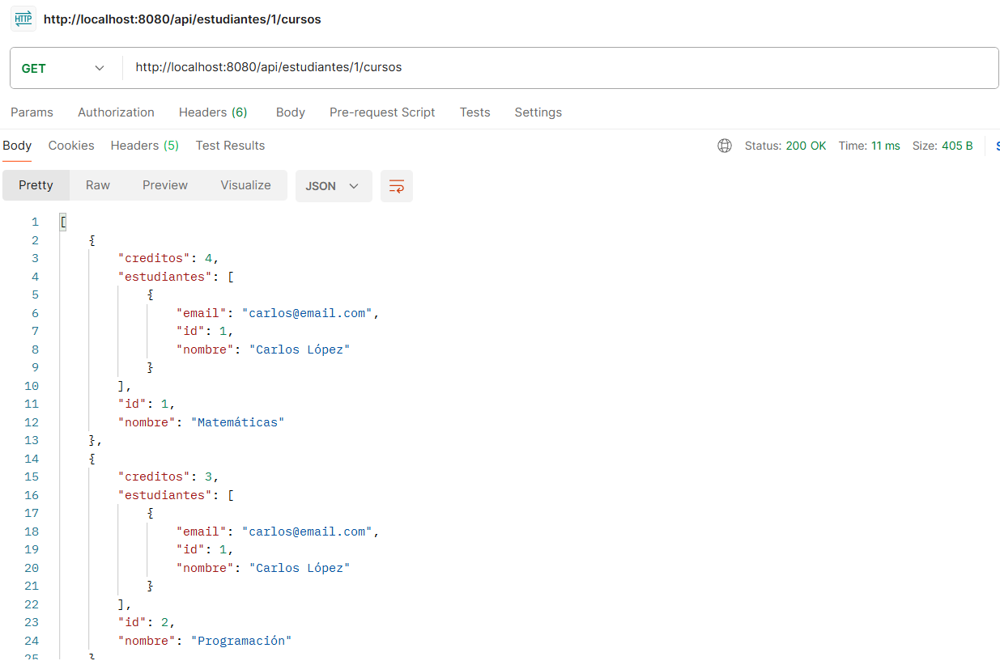 HTTP http://localhost:8080/api/estudiantes/1/cursos
GET http://localhost:8080/api/estudiantes/1/cursos
Params Authorization Headers (6) Body Pre-request Script Tests Settings
Body Cookies Headers (5) Test Results Status: 200 OK Time: 11 ms Size: 405 B
Pretty Raw Preview Visualize JSON
1 [
2 {
3 "creditos": 4,
4 "estudiantes": [
5 {
6 "email": "carlos@email.com",
7 "id": 1,
8 "nombre": "Carlos López"
9 }
10 ],
11 "id": 1,
12 "nombre": "Matemáticas"
13 },
14 {
15 "creditos": 3,
16 "estudiantes": [
17 {
18 "email": "carlos@email.com",
19 "id": 1,
20 "nombre": "Carlos López"
21 }
22 ],
23 "id": 2,
24 "nombre": "Programación"
25 }